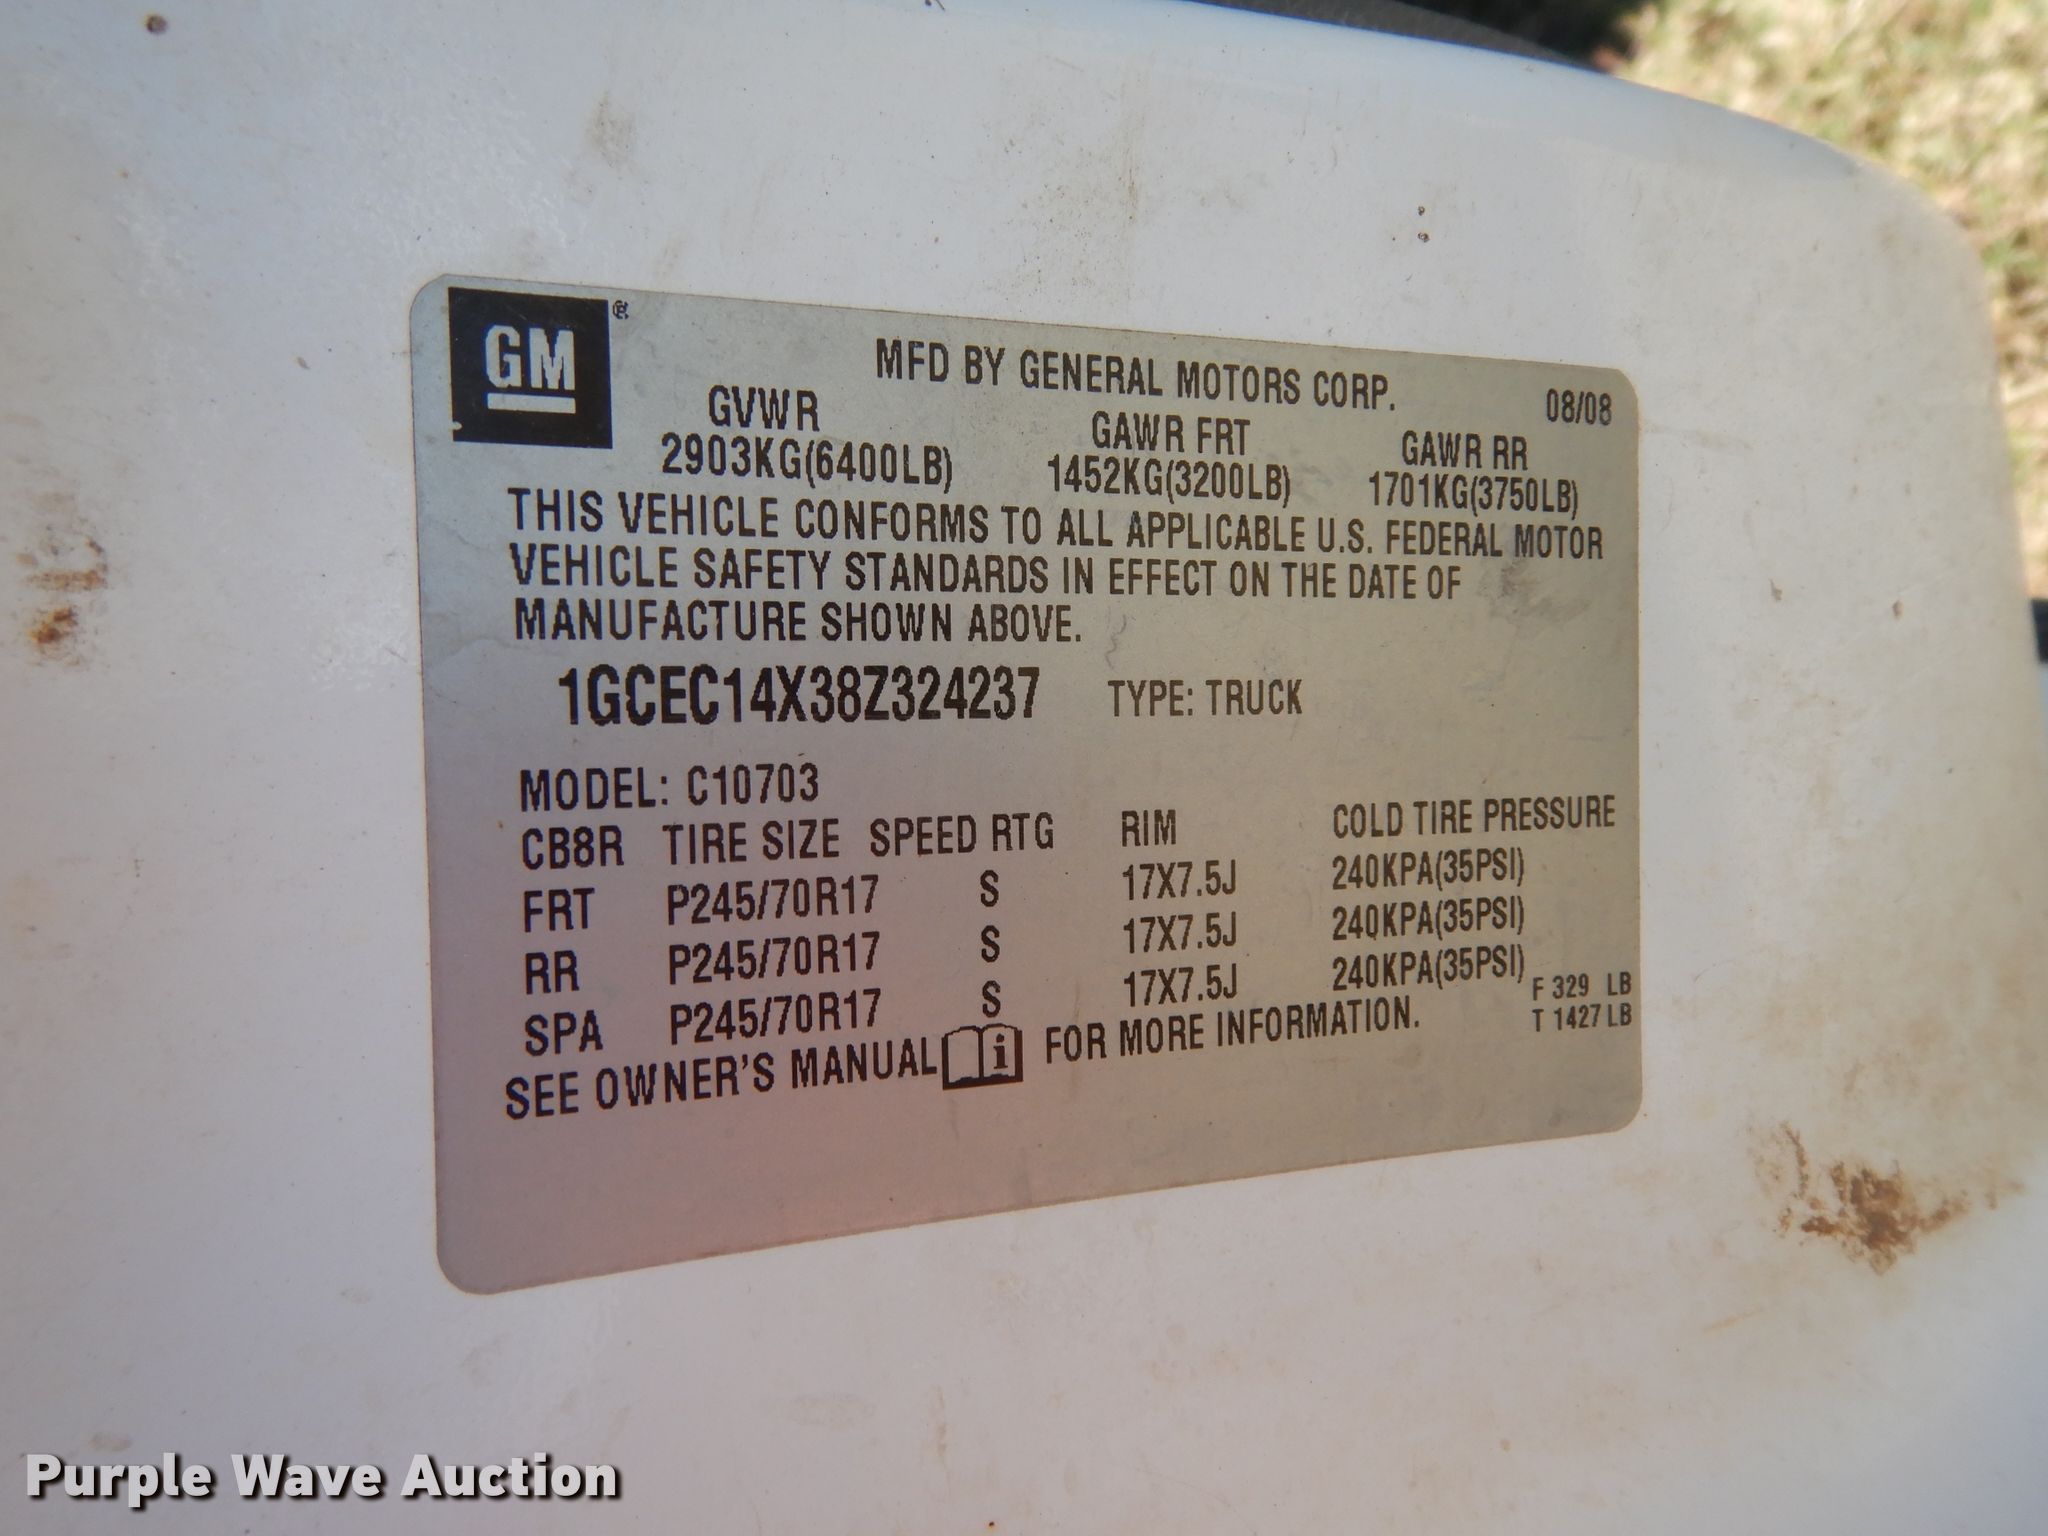 GM ®
MFD BY GENERAL MOTORS CORP. 08/08
GVWR GAWR FRT GAWR RR
2903KG(6400LB) 1452KG(3200LB) 1701KG(3750LB)
THIS VEHICLE CONFORMS TO ALL APPLICABLE U.S. FEDERAL MOTOR
VEHICLE SAFETY STANDARDS IN EFFECT ON THE DATE OF
MANUFACTURE SHOWN ABOVE.
1GCEC14X38Z324237 TYPE: TRUCK
MODEL: C10703
CB8R TIRE SIZE SPEED RTG RIM COLD TIRE PRESSURE
FRT P245/70R17 S 17X7.5J 240KPA(35PSI)
RR P245/70R17 S 17X7.5J 240KPA(35PSI)
SPA P245/70R17 S 17X7.5J 240KPA(35PSI)
F 329 LB
T 1427 LB
SEE OWNER'S MANUAL i FOR MORE INFORMATION.
Purple Wave Auction